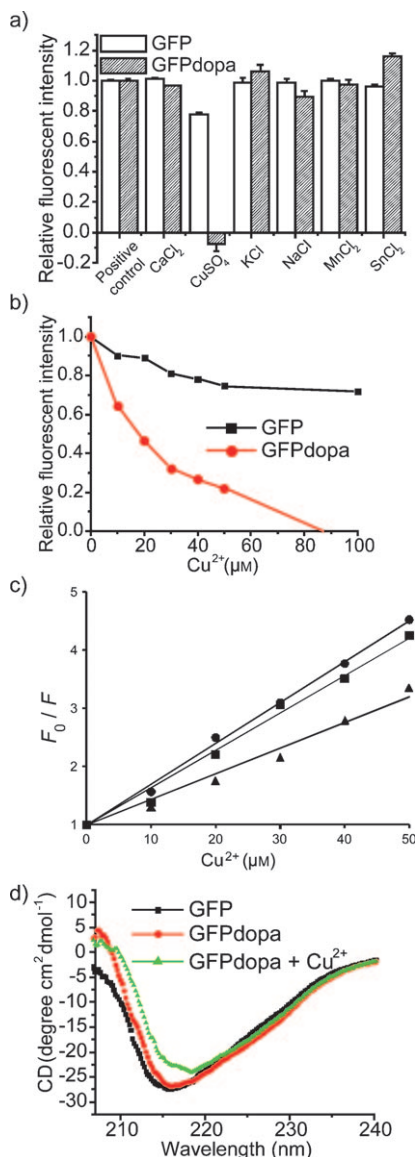 a)
GFP
GFPdopa
Relative fluorescent intensity
1.2
1.0
0.8
0.6
0.4
0.2
0.0
-0.2
Positive control
CaCl₂
CuSO₄
KCl
NaCl
MnCl₂
SnCl₂
b)
Relative fluorescent intensity
1.0
0.8
0.6
0.4
0.2
0.0
GFP
GFPdopa
0 20 40 60 80 100
Cu²⁺(μM)
c)
F₀ / F
5
4
3
2
1
0 10 20 30 40 50
Cu²⁺(μM)
d)
CD (degree cm² dmol⁻¹)
10
5
0
-5
-10
-15
-20
-25
-30
GFP
GFPdopa
GFPdopa + Cu²⁺
210 220 230 240
Wavelength (nm)